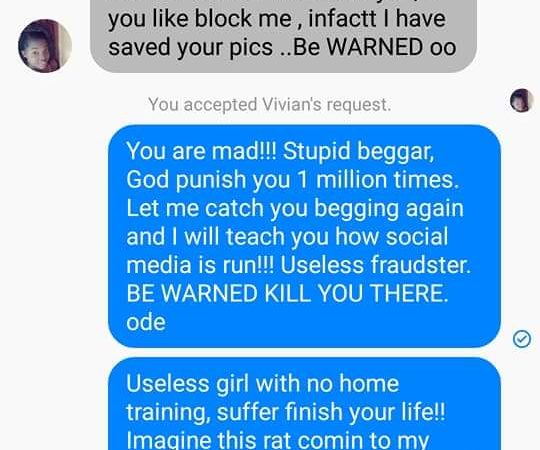 you like block me , infactt I have
saved your pics ..Be WARNED oo
You accepted Vivian's request.
You are mad!!! Stupid beggar,
God punish you 1 million times.
Let me catch you begging again
and I will teach you how social
media is run!!! Useless fraudster.
BE WARNED KILL YOU THERE.
ode
Useless girl with no home
training, suffer finish your life!!
Imagine this rat comin to my